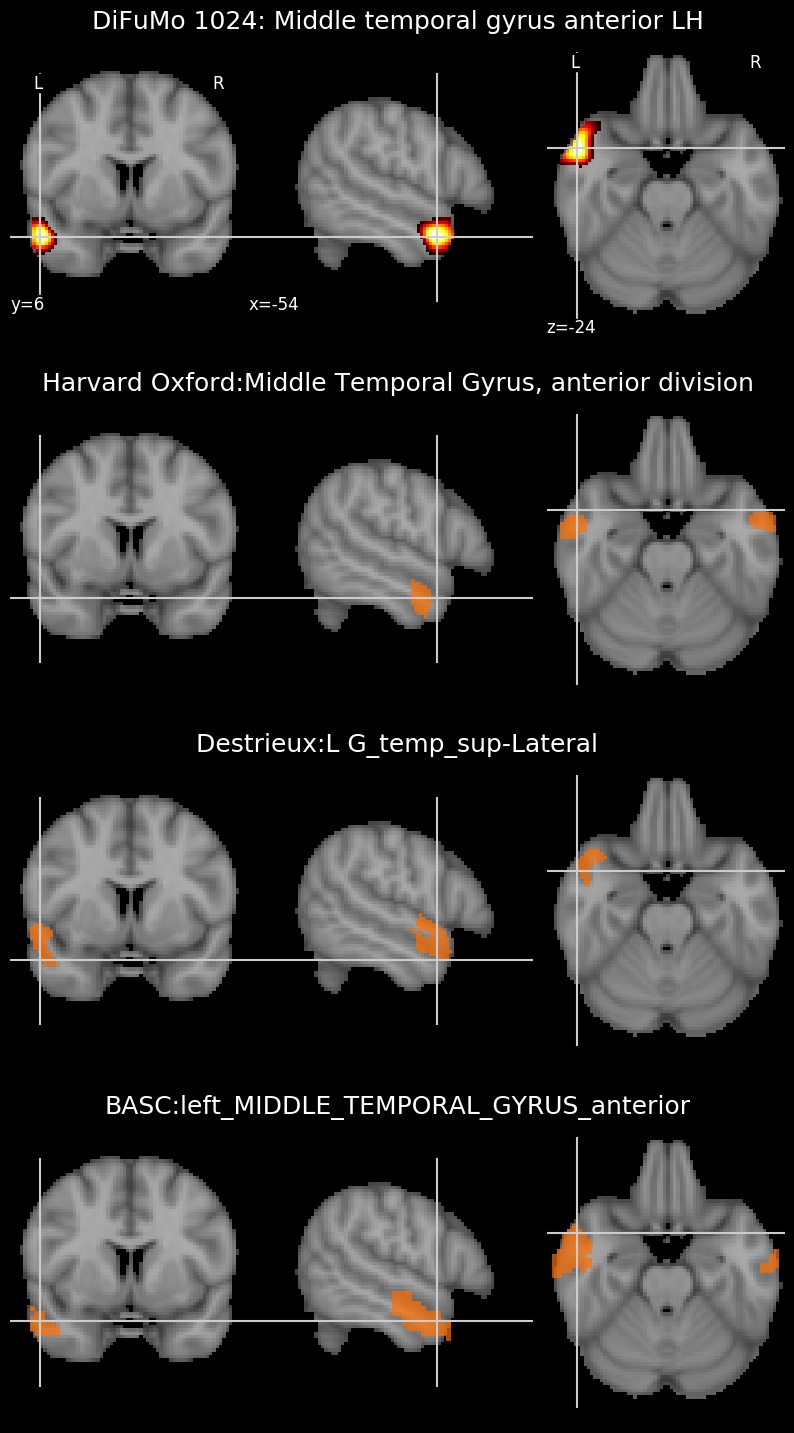 DiFuMo 1024: Middle temporal gyrus anterior LH
L R L R
y=6 x=-54 z=-24
Harvard Oxford:Middle Temporal Gyrus, anterior division
Destrieux:L G_temp_sup-Lateral
BASC:left_MIDDLE_TEMPORAL_GYRUS_anterior